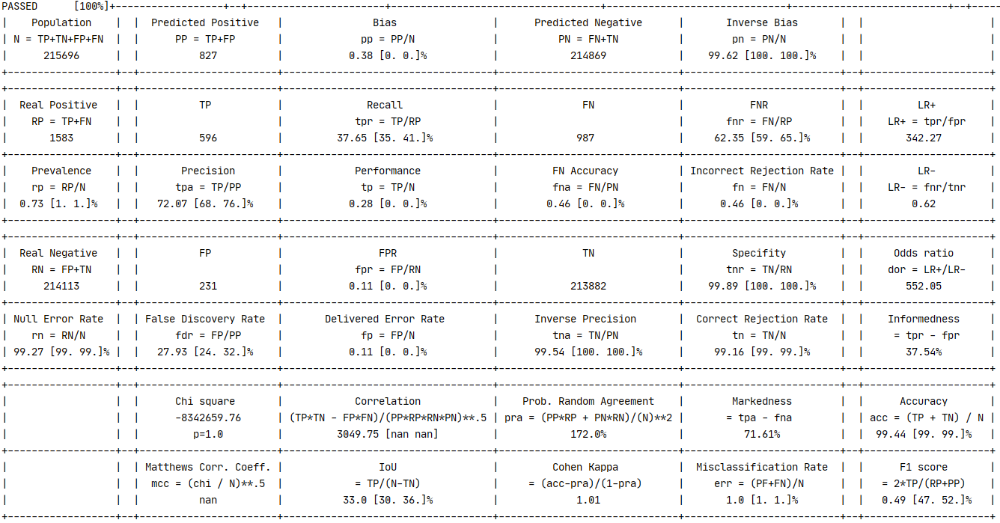 PASSED [100%]
Population Predicted Positive Bias Predicted Negative Inverse Bias
N = TP+TN+FP+FN PP = TP+FP pp = PP/N PN = FN+TN pn = PN/N
215696 827 0.38 [0. 0.]% 214869 99.62 [100. 100.]%
Real Positive TP Recall FN FNR LR+
RP = TP+FN tpr = TP/RP fnr = FN/RP LR+ = tpr/fpr
1583 596 37.65 [35. 41.]% 987 62.35 [59. 65.]% 342.27
Prevalence Precision Performance FN Accuracy Incorrect Rejection Rate LR-
rp = RP/N tpa = TP/PP tp = TP/N fna = FN/PN fn = FN/N LR- = fnr/tnr
0.73 [1. 1.]% 72.07 [68. 76.]% 0.28 [0. 0.]% 0.46 [0. 0.]% 0.46 [0. 0.]% 0.62
Real Negative FP FPR TN Specifity Odds ratio
RN = FP+TN fpr = FP/RN tnr = TN/RN dor = LR+/LR-
214113 231 0.11 [0. 0.]% 213882 99.89 [100. 100.]% 552.05
Null Error Rate False Discovery Rate Delivered Error Rate Inverse Precision Correct Rejection Rate Informedness
rn = RN/N fdr = FP/PP fp = FP/N tna = TN/PN tn = TN/N = tpr - fpr
99.27 [99. 99.]% 27.93 [24. 32.]% 0.11 [0. 0.]% 99.54 [100. 100.]% 99.16 [99. 99.]% 37.54%
Chi square Correlation Prob. Random Agreement Markedness Accuracy
-8342659.76 (TP*TN - FP*FN)/(PP*RP*RN*PN)**.5 pra = (PP*RP + PN*RN)/(N)**2 = tpa - fna acc = (TP + TN) / N
p=1.0 3049.75 [nan nan] 172.0% 71.61% 99.44 [99. 99.]%
Matthews Corr. Coeff. IoU Cohen Kappa Misclassification Rate F1 score
mcc = (chi / N)**.5 = TP/(N-TN) = (acc-pra)/(1-pra) err = (PF+FN)/N = 2*TP/(RP+PP)
nan 33.0 [30. 36.]% 1.01 1.0 [1. 1.]% 0.49 [47. 52.]%